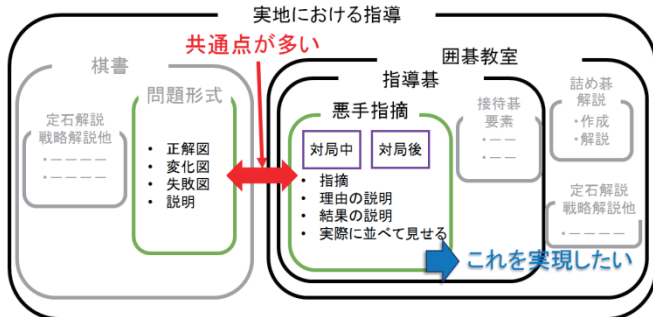 実地における指導
共通点が多い
棋書
定石解説
戦略解説他
・ーーーー
・ーーーー
問題形式
・正解図
・変化図
・失敗図
・説明
囲碁教室
指導碁
悪手指摘
対局中
対局後
・指摘
・理由の説明
・結果の説明
・実際に並べて見せる
接待碁
要素
・ーー
・ーー
詰め碁
解説
・作成
・解説
定石解説
戦略解説他
・ーーーー
これを実現したい